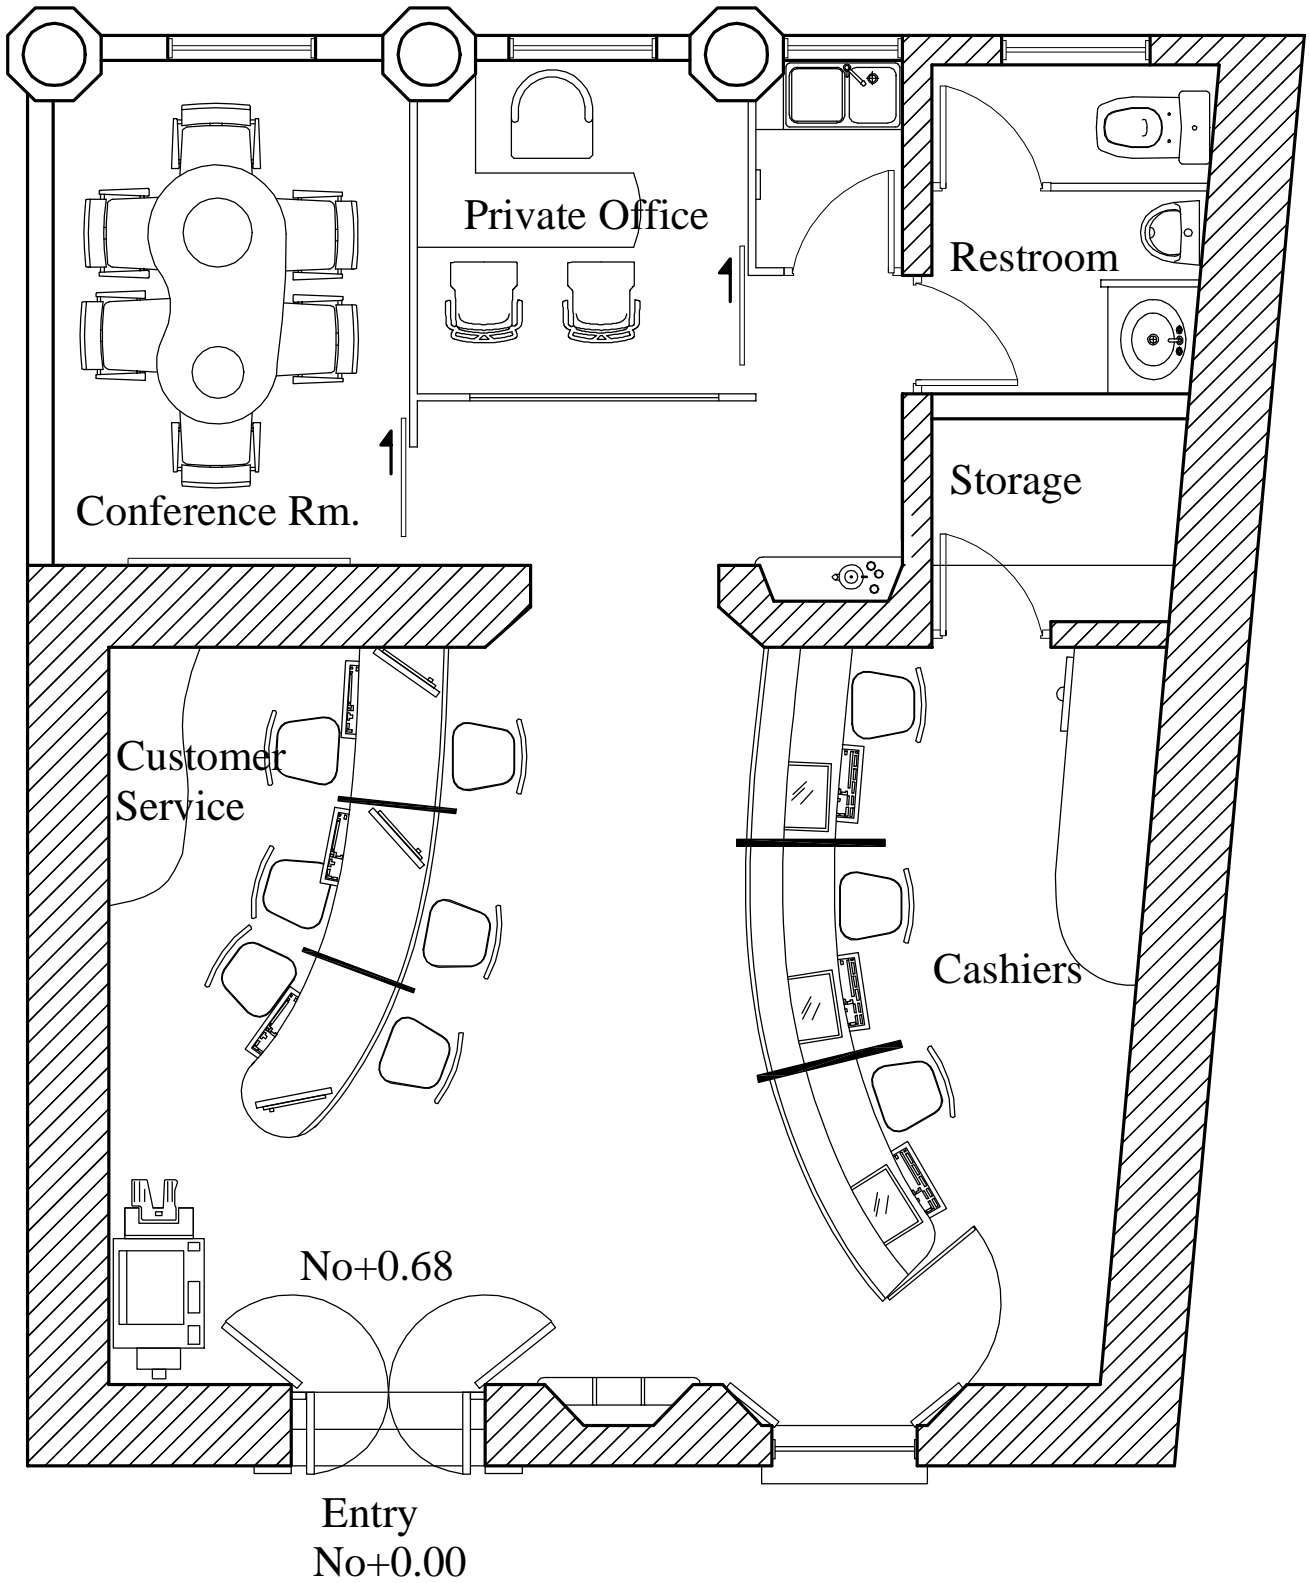 Private Office
Restroom
Storage
Conference Rm.
Customer
Service
Cashiers
No+0.68
Entry
No+0.00